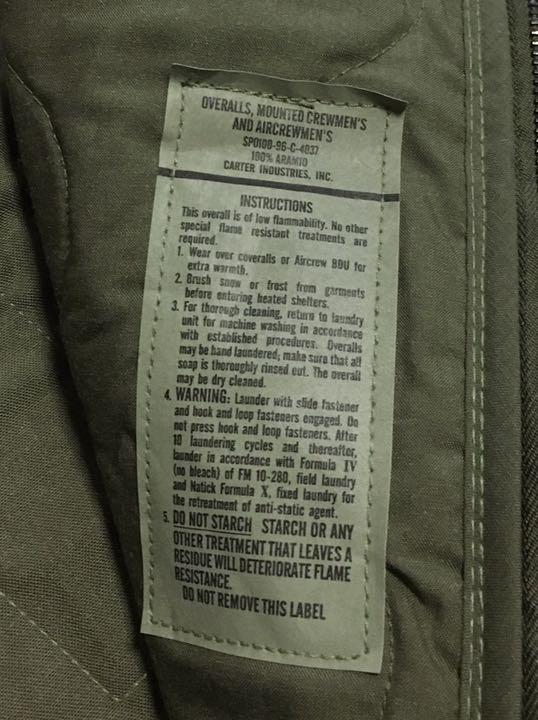 OVERALLS, MOUNTED CREWMEN'S
AND AIRCREWMEN'S
SPO100-96-C-4037
100% ARAMID
CARTER INDUSTRIES, INC.
INSTRUCTIONS
This overall is of low flammability. No other
special flame resistant treatments are
required.
1. Wear over coveralls or Aircrew BDU for
extra warmth.
2. Brush snow or frost from garments
before entering heated shelters.
3. For thorough cleaning, return to laundry
unit for machine washing in accordance
with established procedures. Overalls
may be hand laundered; make sure that all
soap is thoroughly rinsed out. The overall
may be dry cleaned.
4. WARNING: Launder with slide fastener
and hook and loop fasteners engaged. Do
not press hook and loop fasteners. After
10 laundering cycles and thereafter,
launder in accordance with Formula IV
(no bleach) of FM 10-280, field laundry
and Natick Formula X, fixed laundry for
the retreatment of anti-static agent.
5. DO NOT STARCH STARCH OR ANY
OTHER TREATMENT THAT LEAVES A
RESIDUE WILL DETERIORATE FLAME
RESISTANCE.
DO NOT REMOVE THIS LABEL